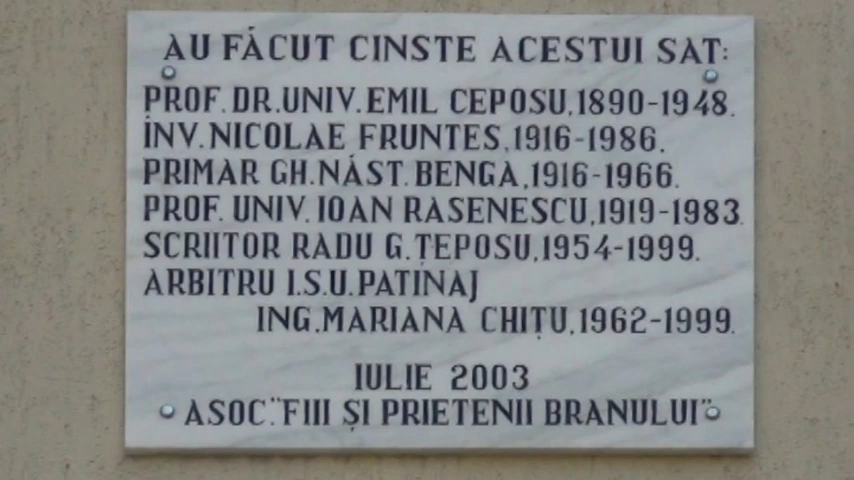 AU FĂCUT CINSTE ACESTUI SAT:
PROF. DR. UNIV. EMIL CEPOSU, 1890-1948.
ÎNV. NICOLAE FRUNTES, 1916-1986.
PRIMAR GH. NĂST. BENGA, 1916-1966.
PROF. UNIV. IOAN RASENESCU, 1919-1983.
SCRIITOR RADU G. ȚEPOSU, 1954-1999.
ARBITRU I.S.U. PATINAJ
ING. MARIANA CHIȚU, 1962-1999.
IULIE 2003
ASOC. "FIII ȘI PRIETENII BRANULUI"